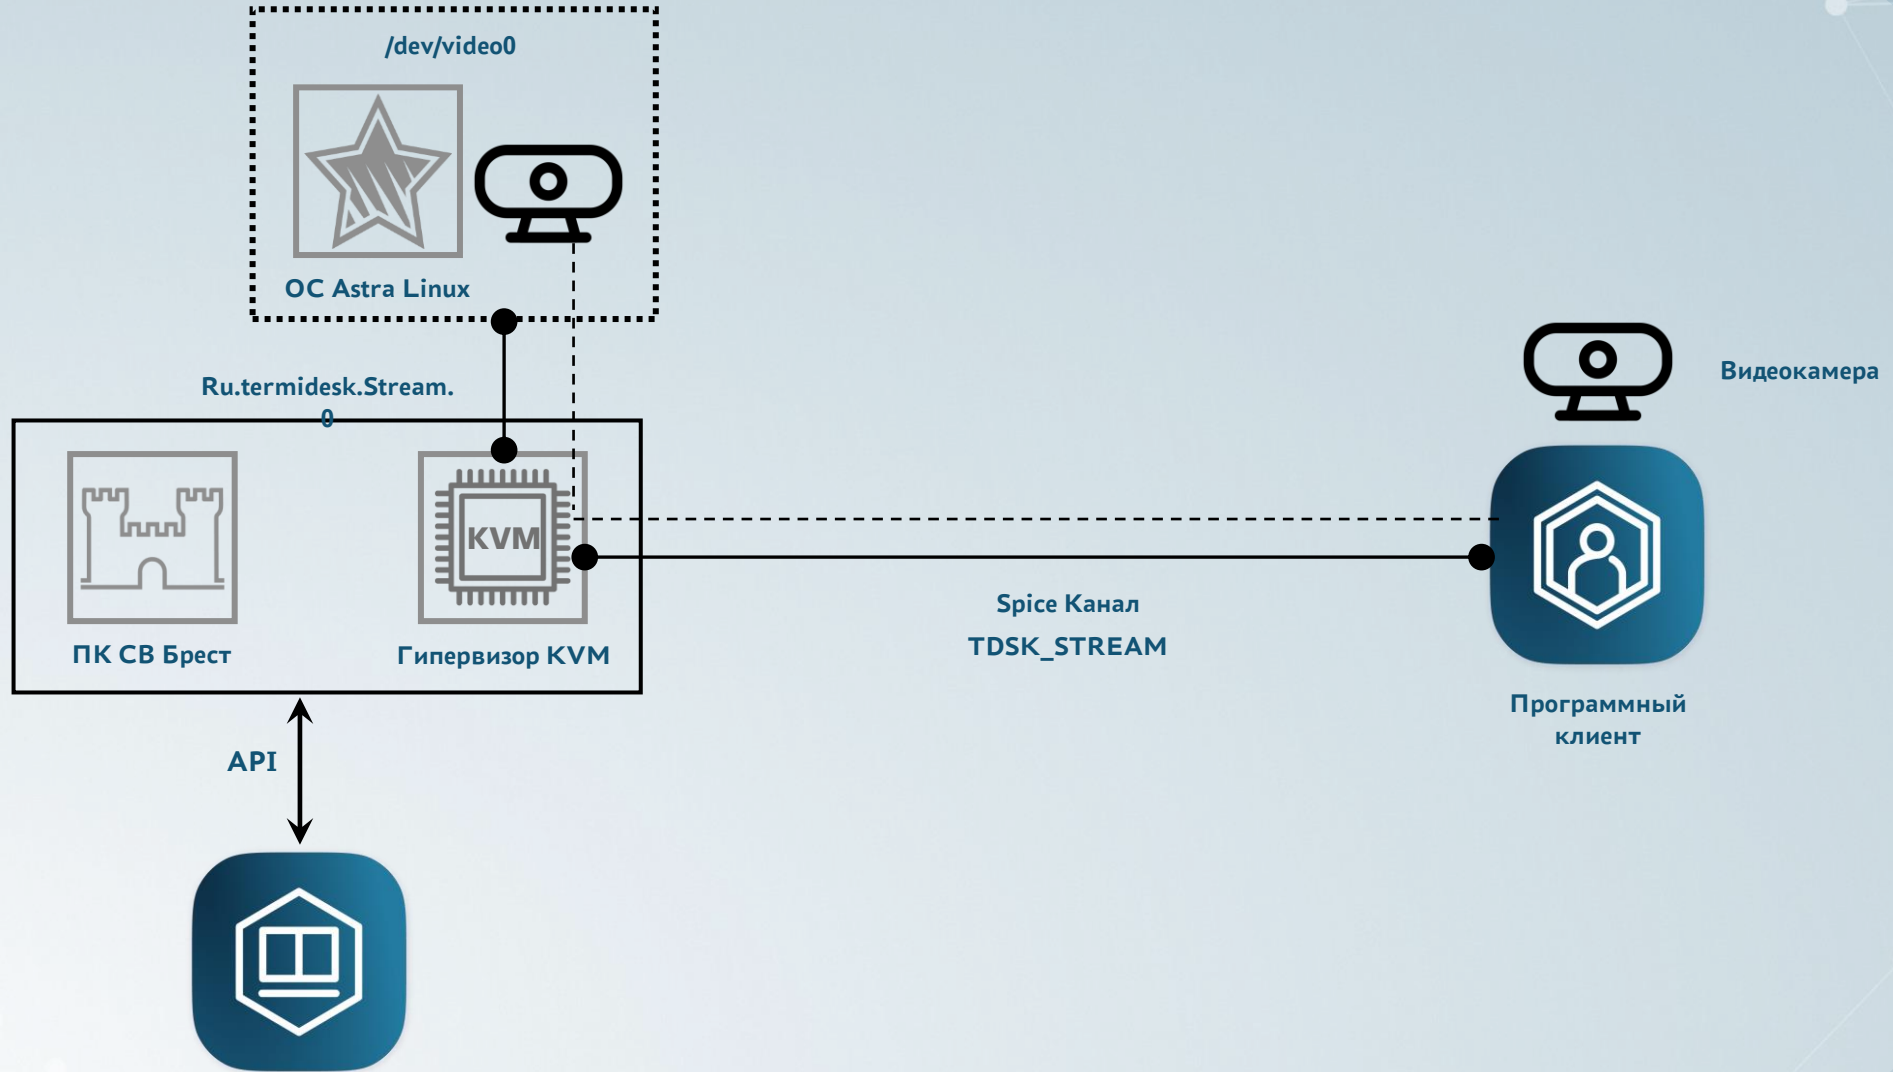 /dev/video0
ОС Astra Linux
Ru.termidesk.Stream.
0
KVM
ПК СВ Брест
Гипервизор KVM
Видеокамера
Spice Канал
TDSK_STREAM
Программный
клиент
API